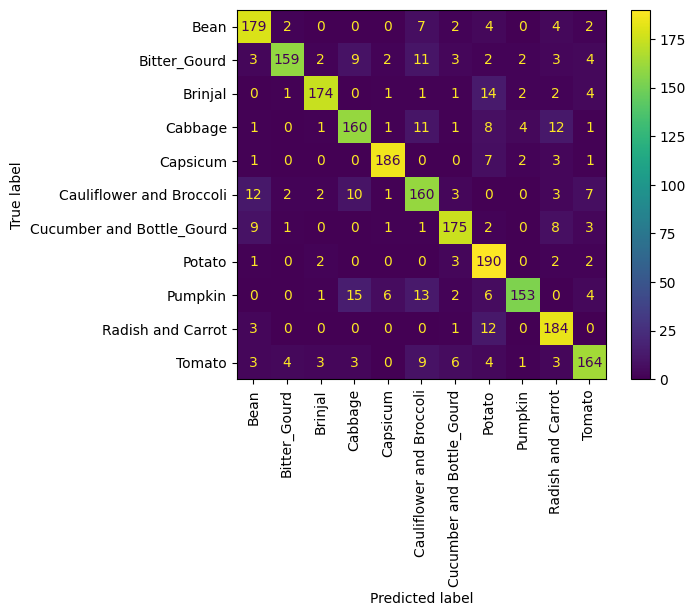 True label
Bean 179 2 0 0 0 7 2 4 0 4 2
Bitter_Gourd 3 159 2 9 2 11 3 2 2 3 4
Brinjal 0 1 174 0 1 1 1 14 2 2 4
Cabbage 1 0 1 160 1 11 1 8 4 12 1
Capsicum 1 0 0 0 186 0 0 7 2 3 1
Cauliflower and Broccoli 12 2 2 10 1 160 3 0 0 3 7
Cucumber and Bottle_Gourd 9 1 0 0 1 1 175 2 0 8 3
Potato 1 0 2 0 0 0 3 190 0 2 2
Pumpkin 0 0 1 15 6 13 2 6 153 0 4
Radish and Carrot 3 0 0 0 0 0 1 12 0 184 0
Tomato 3 4 3 3 0 9 6 4 1 3 164
Bean
Bitter_Gourd
Brinjal
Cabbage
Capsicum
Cauliflower and Broccoli
Cucumber and Bottle_Gourd
Potato
Pumpkin
Radish and Carrot
Tomato
Predicted label
175
150
125
100
75
50
25
0